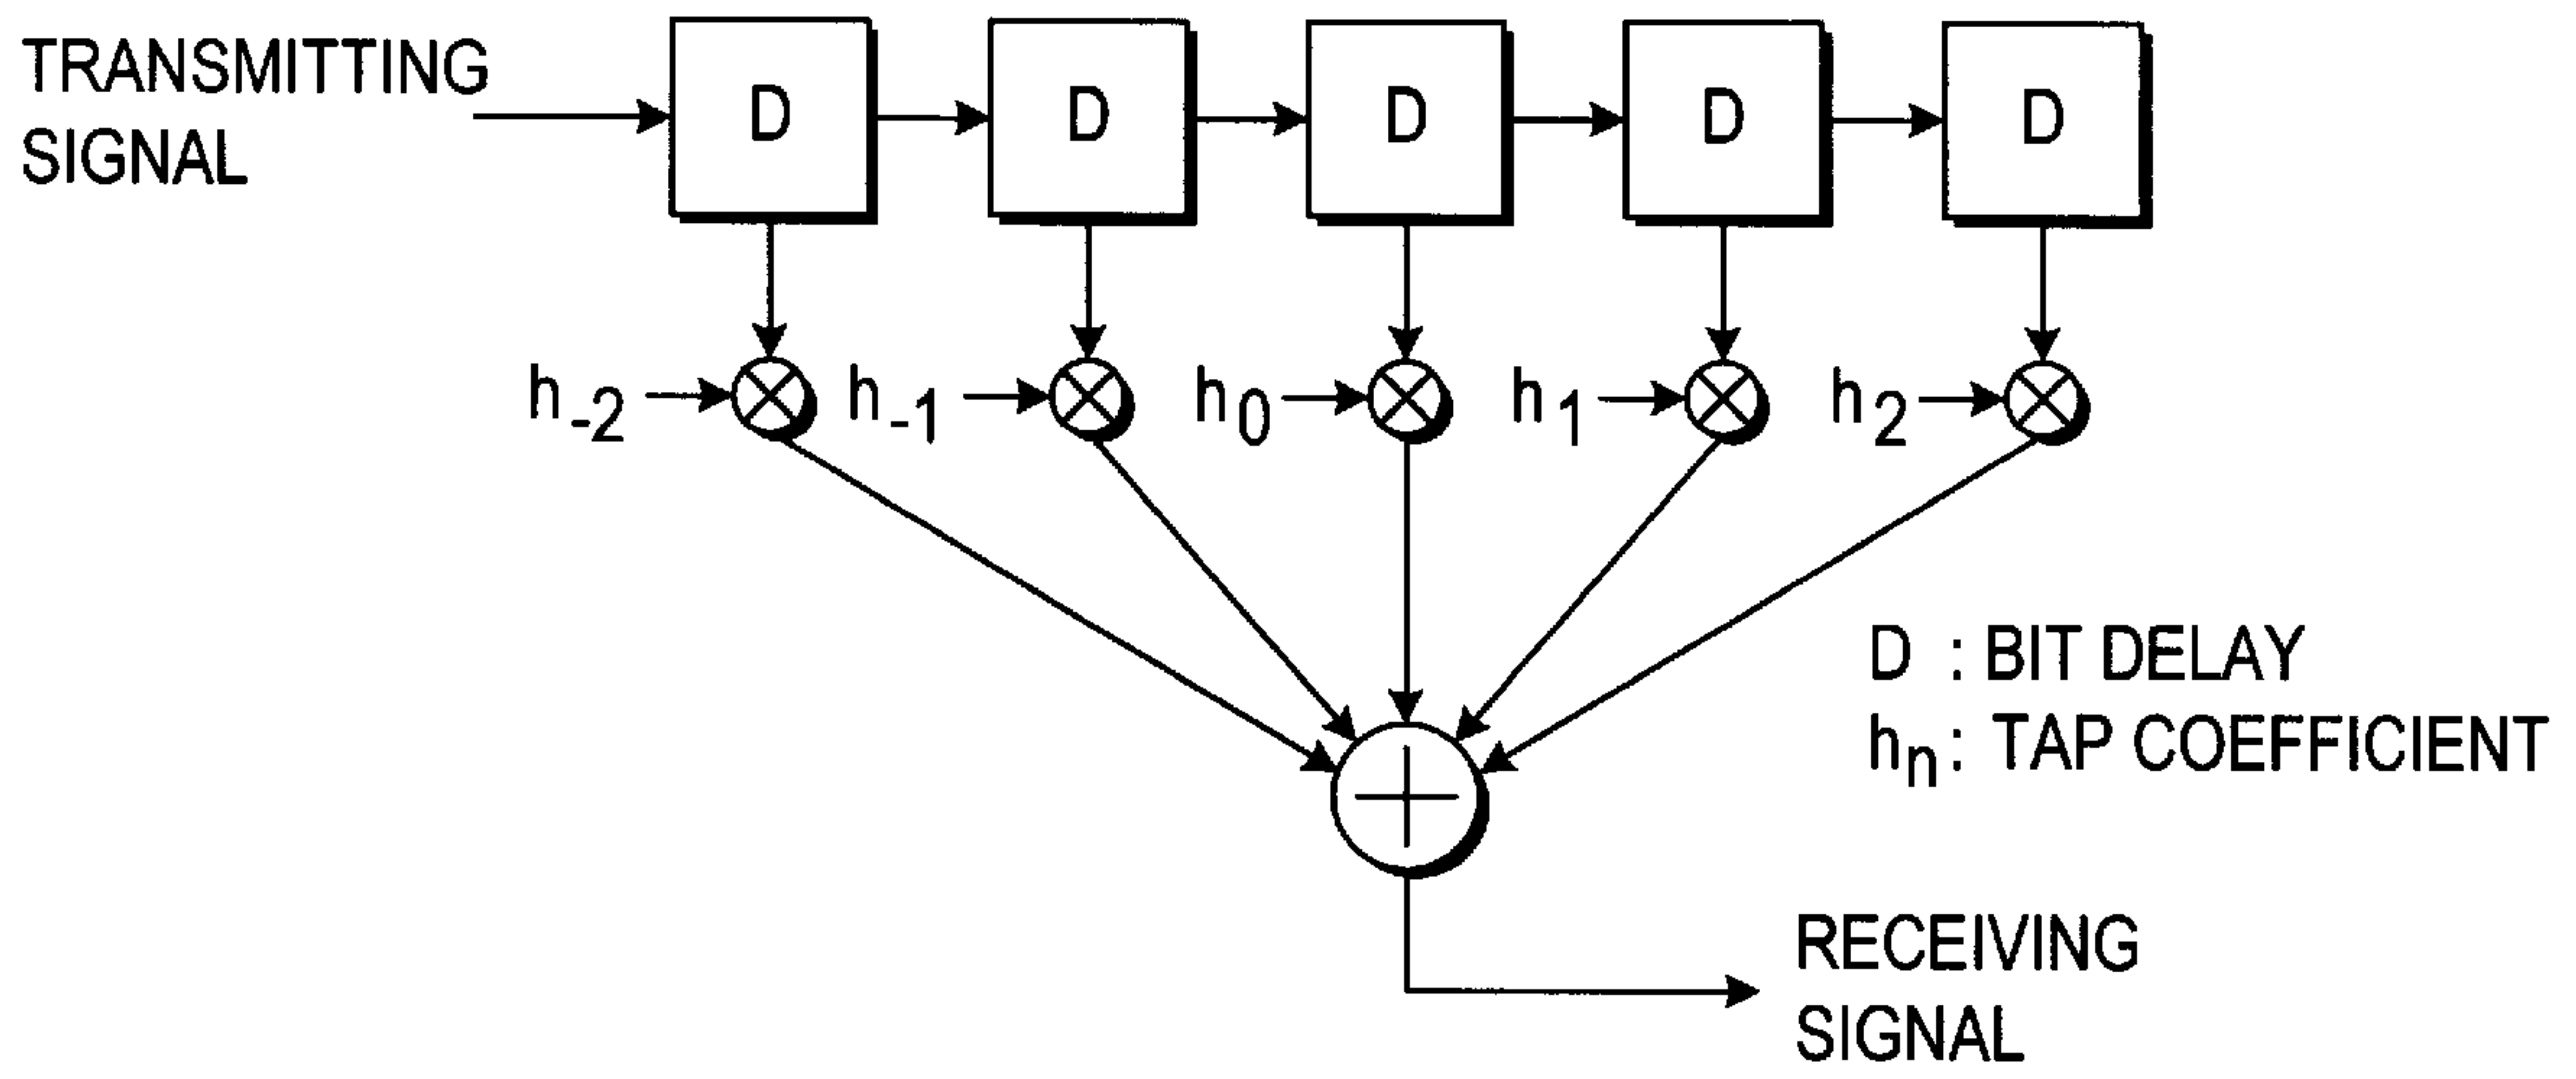 TRANSMITTING
SIGNAL
D D D D D
h-2 h-1 h0 h1 h2
D : BIT DELAY
hn : TAP COEFFICIENT
RECEIVING
SIGNAL